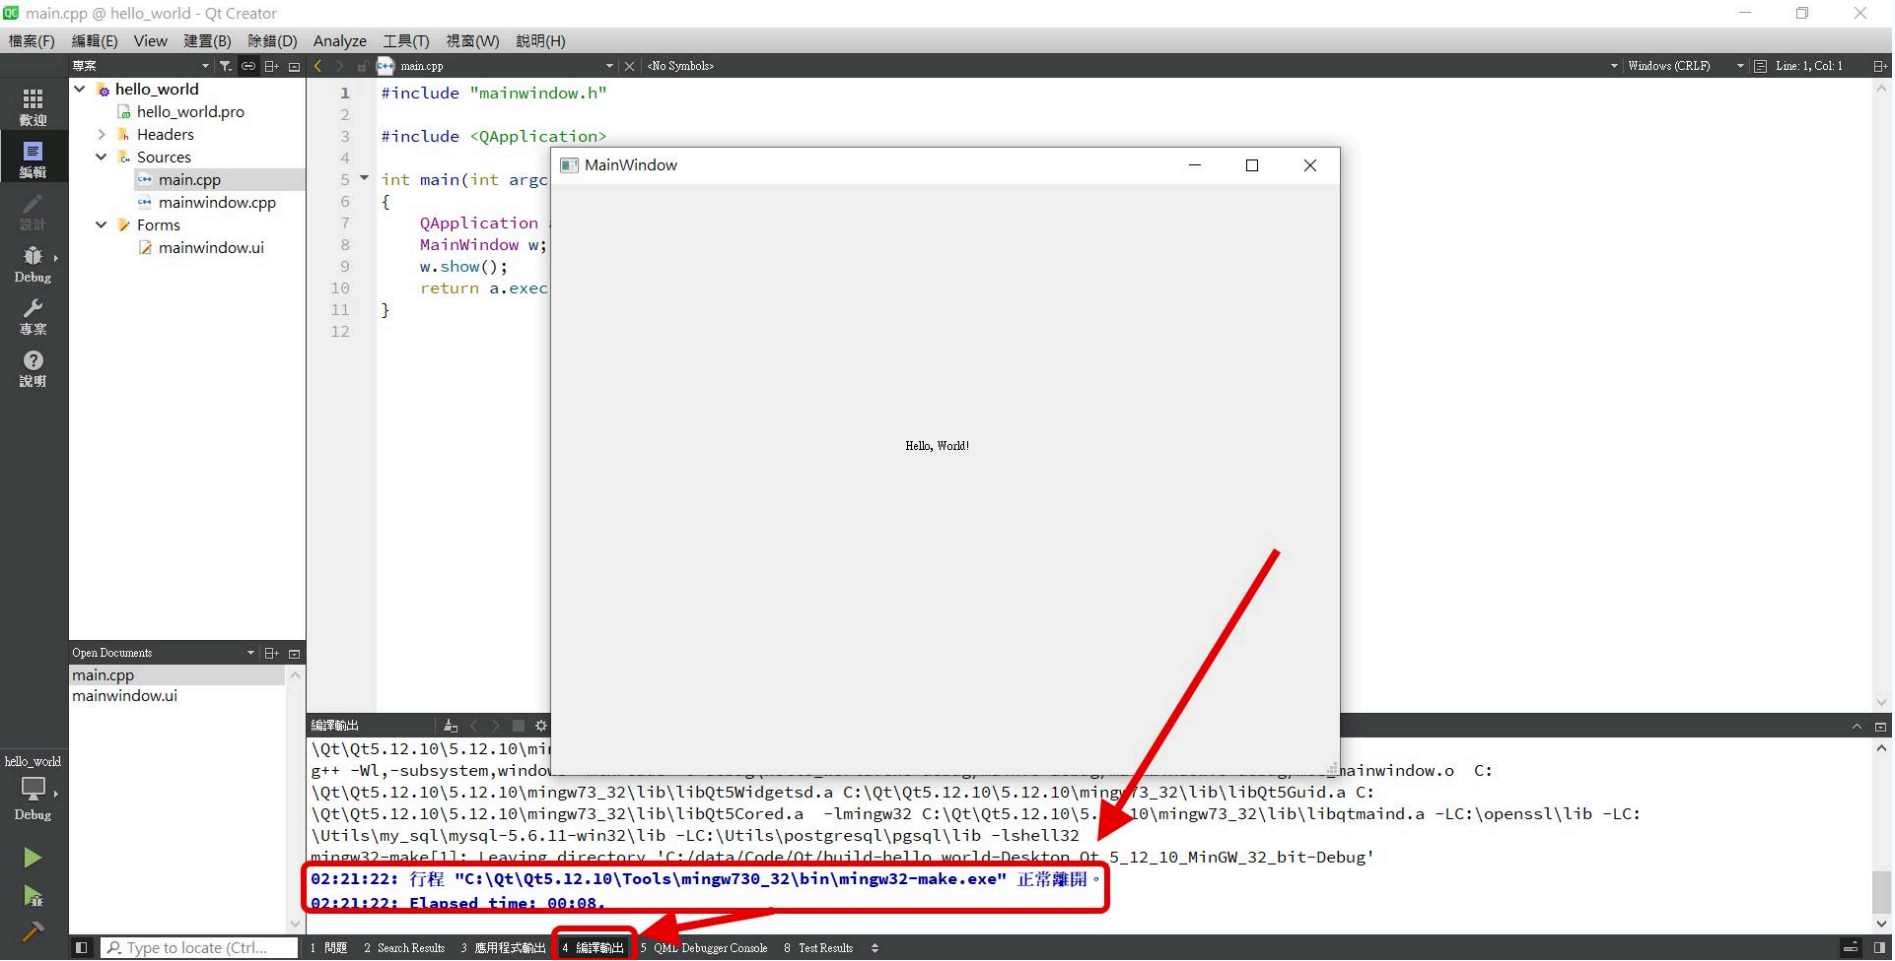 main.cpp @ hello_world - Qt Creator
檔案(F) 編輯(E) View 建置(B) 除錯(D) Analyze 工具(T) 視窗(W) 說明(H)
專案
main.cpp
<No Symbols>
Windows (CRLF)
Line: 1, Col: 1
歡迎
編輯
設計
Debug
專案
說明
hello_world
hello_world.pro
Headers
Sources
main.cpp
mainwindow.cpp
Forms
mainwindow.ui
1 #include "mainwindow.h"
2
3 #include <QApplication>
4
5 int main(int argc
6 {
7 QApplication
8 MainWindow w;
9 w.show();
10 return a.exec
11 }
12
MainWindow
Hello, World!
Open Documents
main.cpp
mainwindow.ui
hello_world
Debug
編譯輸出
\Qt\Qt5.12.10\5.12.10\mi
g++ -Wl,-subsystem,window mainwindow.o C:
\Qt\Qt5.12.10\5.12.10\mingw73_32\lib\libQt5Widgetsd.a C:\Qt\Qt5.12.10\5.12.10\mingw73_32\lib\libQt5Guid.a C:
\Qt\Qt5.12.10\5.12.10\mingw73_32\lib\libQt5Cored.a -lmingw32 C:\Qt\Qt5.12.10\5. 10\mingw73_32\lib\libqtmaind.a -LC:\openssl\lib -LC:
\Utils\my_sql\mysql-5.6.11-win32\lib -LC:\Utils\postgresql\pgsql\lib -lshell32
mingw32-make[1]: Leaving directory 'C:/data/Code/Qt/build-hello_world-Desktop_Qt_5_12_10_MinGW_32_bit-Debug'
02:21:22: 行程 "C:\Qt\Qt5.12.10\Tools\mingw730_32\bin\mingw32-make.exe" 正常離開。
02:21:22: Elapsed time: 00:08.
Type to locate (Ctrl...
1 問題 2 Search Results 3 應用程式輸出 4 編譯輸出 5 QML Debugger Console 8 Test Results